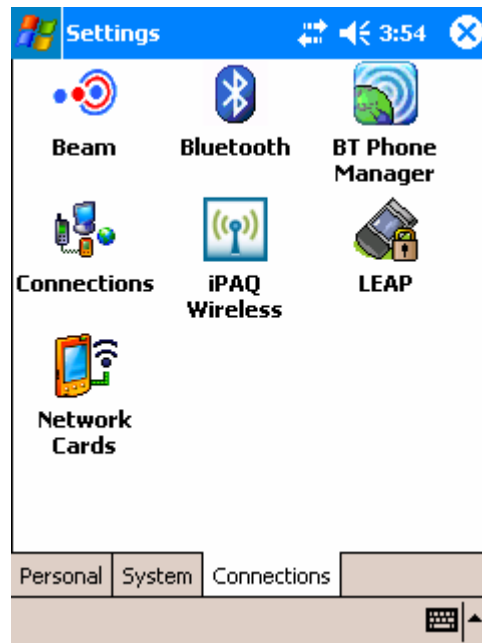 Settings 3:54
Beam Bluetooth BT Phone
Manager
Connections iPAQ LEAP
Wireless
Network
Cards
Personal System Connections